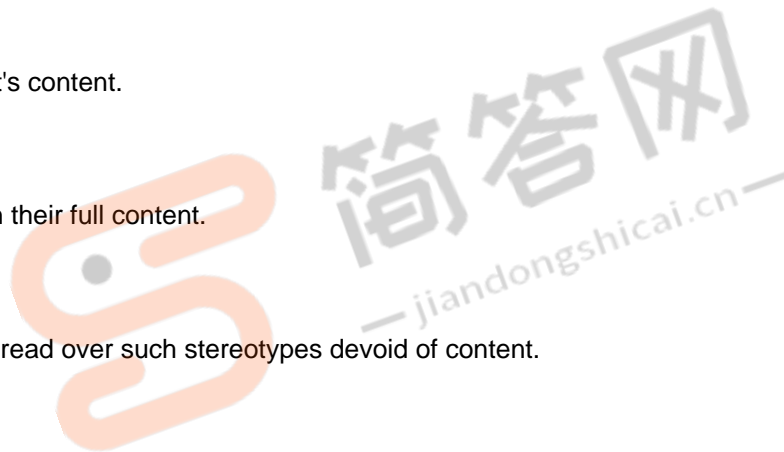 t's content.
简答网
n their full content.
— jiandongshicai.cn —
read over such stereotypes devoid of content.